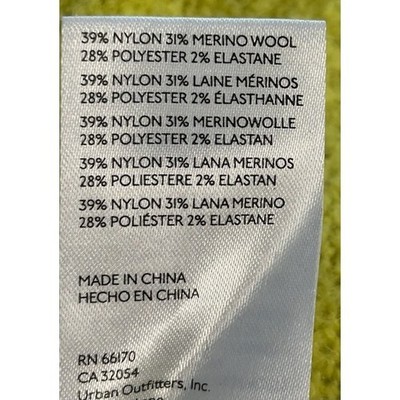 39% NYLON 31% MERINO WOOL
28% POLYESTER 2% ELASTANE
39% NYLON 31% LAINE MÉRINOS
28% POLYESTER 2% ÉLASTHANNE
39% NYLON 31% MERINOWOLLE
28% POLYESTER 2% ELASTAN
39% NYLON 31% LANA MERINOS
28% POLIESTERE 2% ELASTAN
39% NYLON 31% LANA MERINO
28% POLIÉSTER 2% ELASTANE
MADE IN CHINA
HECHO EN CHINA
RN 66170
CA 32054
Urban Outfitters, Inc.